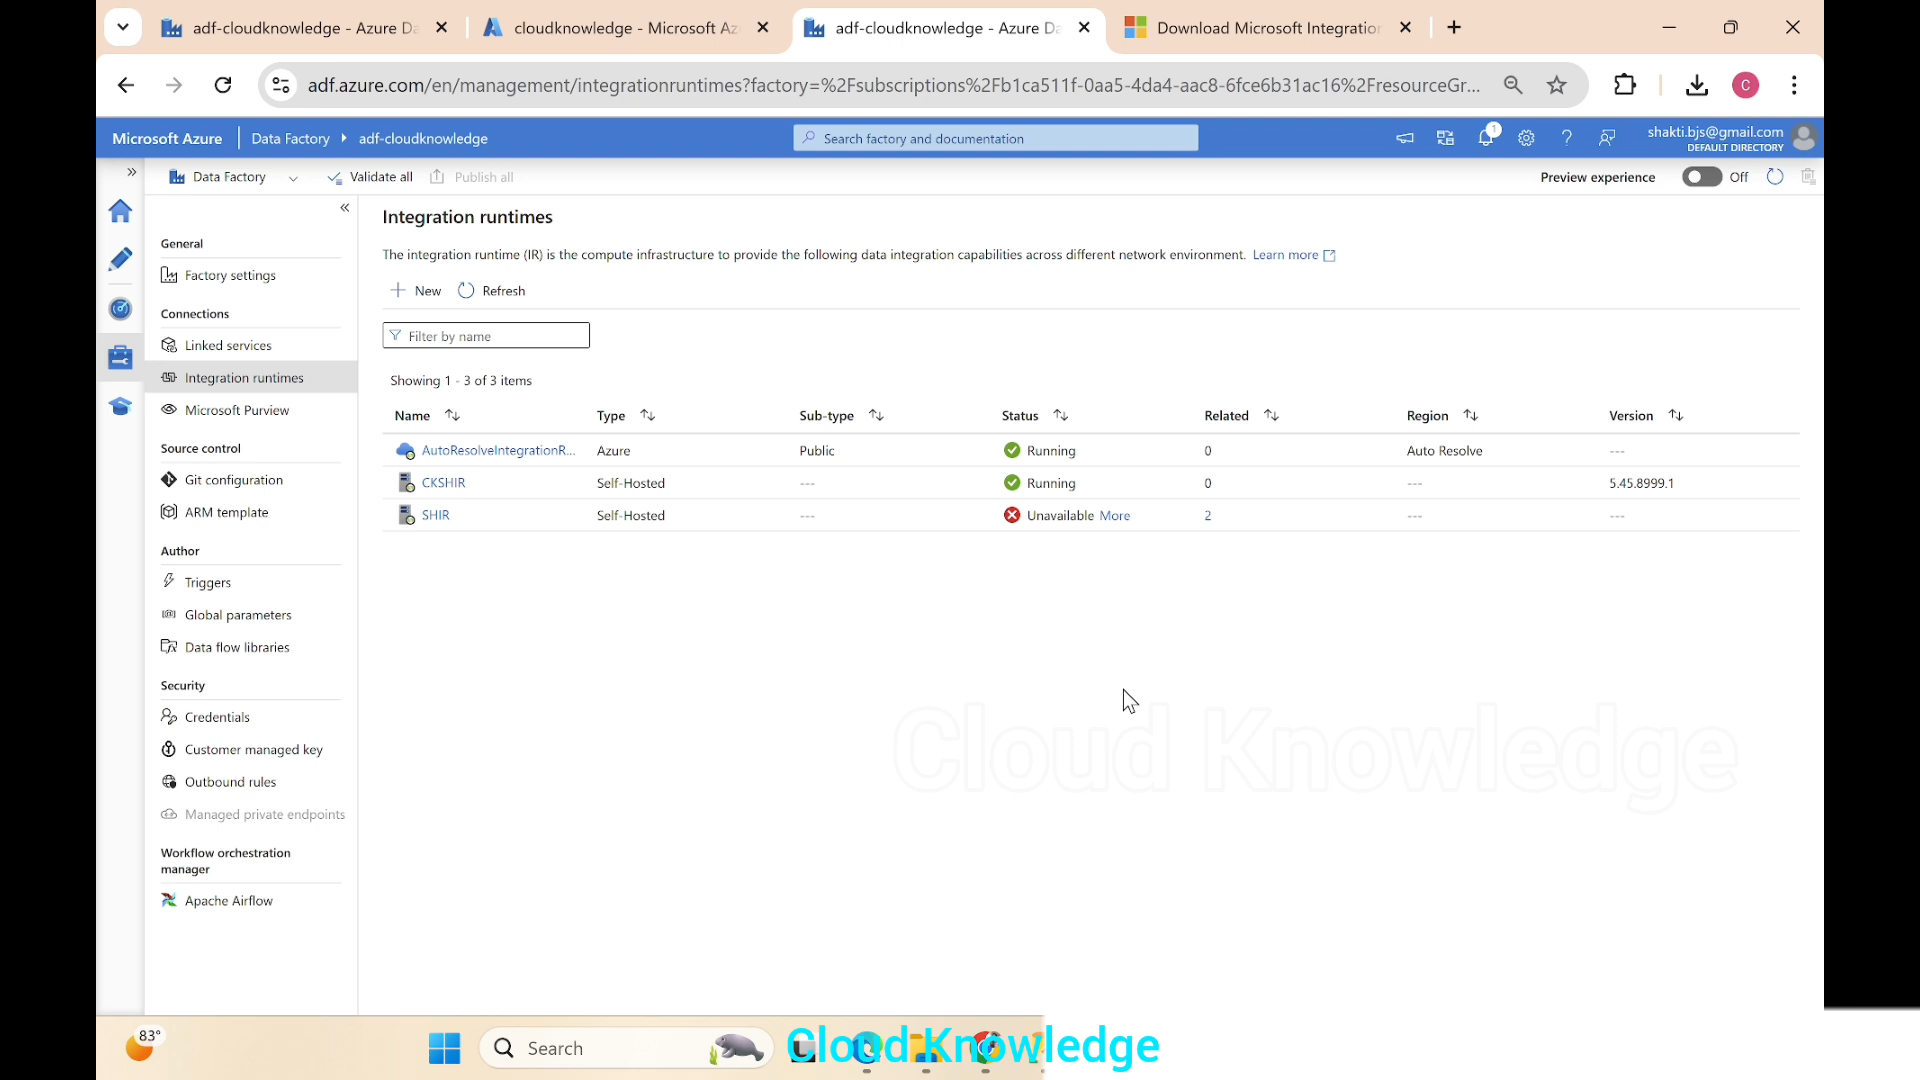 adf-cloudknowledge - Azure Da
cloudknowledge - Microsoft Az
adf-cloudknowledge - Azure Da
Download Microsoft Integration
adf.azure.com/en/management/integrationruntimes?factory=%2Fsubscriptions%2Fb1ca511f-0aa5-4da4-aac8-6fce6b31ac16%2FresourceGr...
C
Microsoft Azure
Data Factory
adf-cloudknowledge
Search factory and documentation
1
shakti.bjs@gmail.com
DEFAULT DIRECTORY
Data Factory
Validate all
Publish all
Preview experience
Off
General
Factory settings
Connections
Linked services
Integration runtimes
Microsoft Purview
Source control
Git configuration
ARM template
Author
Triggers
Global parameters
Data flow libraries
Security
Credentials
Customer managed key
Outbound rules
Managed private endpoints
Workflow orchestration
manager
Apache Airflow
Integration runtimes
The integration runtime (IR) is the compute infrastructure to provide the following data integration capabilities across different network environment. Learn more
New
Refresh
Filter by name
Showing 1 - 3 of 3 items
Name Type Sub-type Status Related Region Version
AutoResolveIntegrationR... Azure Public Running 0 Auto Resolve ---
CKSHIR Self-Hosted --- Running 0 --- 5.45.8999.1
SHIR Self-Hosted --- Unavailable More 2 --- ---
Cloud Knowledge
83°
Search
Cloud Knowledge